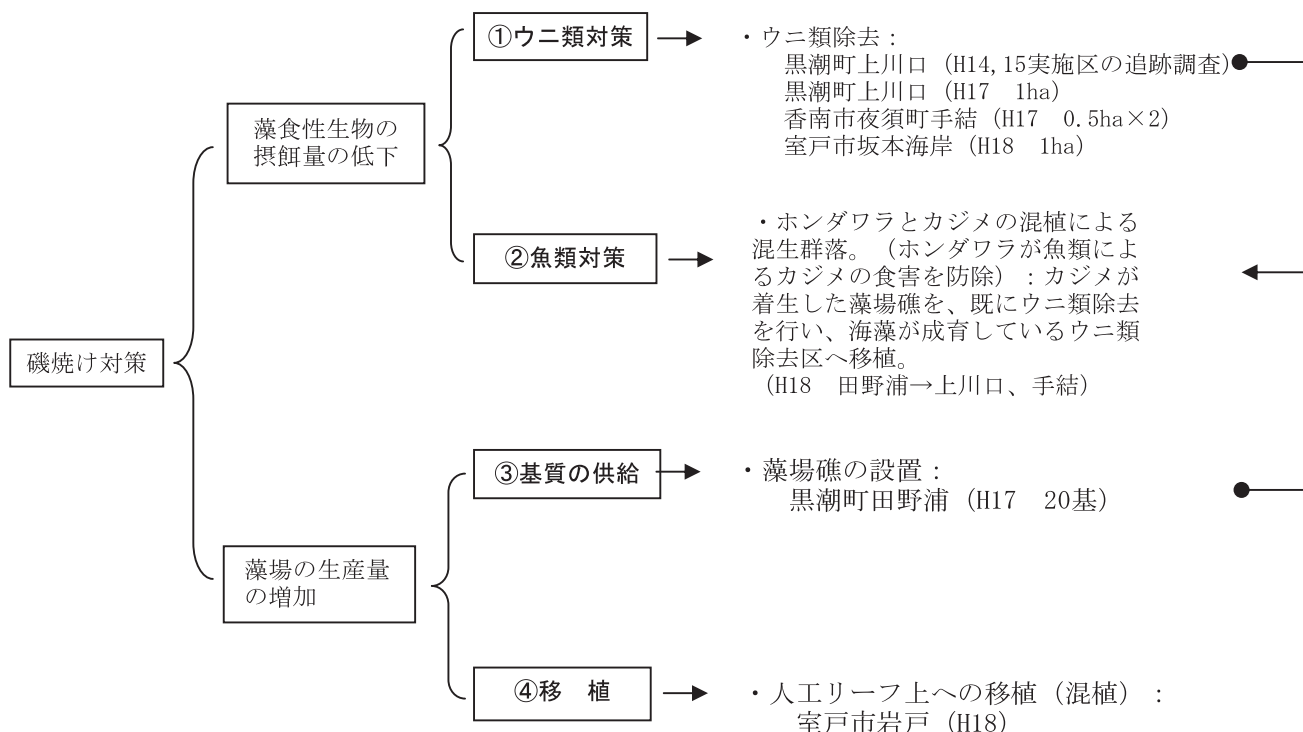 磯焼け対策
藻食性生物の
摂餌量の低下
①ウニ類対策
・ウニ類除去：
黒潮町上川口（H14,15実施区の追跡調査）
黒潮町上川口（H17　1ha）
香南市夜須町手結（H17　0.5ha×2）
室戸市坂本海岸（H18　1ha）
②魚類対策
・ホンダワラとカジメの混植による
混生群落。（ホンダワラが魚類によ
るカジメの食害を防除）：カジメが
着生した藻場礁を、既にウニ類除去
を行い、海藻が成育しているウニ類
除去区へ移植。
（H18　田野浦→上川口、手結）
藻場の生産量
の増加
③基質の供給
・藻場礁の設置：
黒潮町田野浦（H17　20基）
④移　植
・人工リーフ上への移植（混植）：
室戸市岩戸（H18）